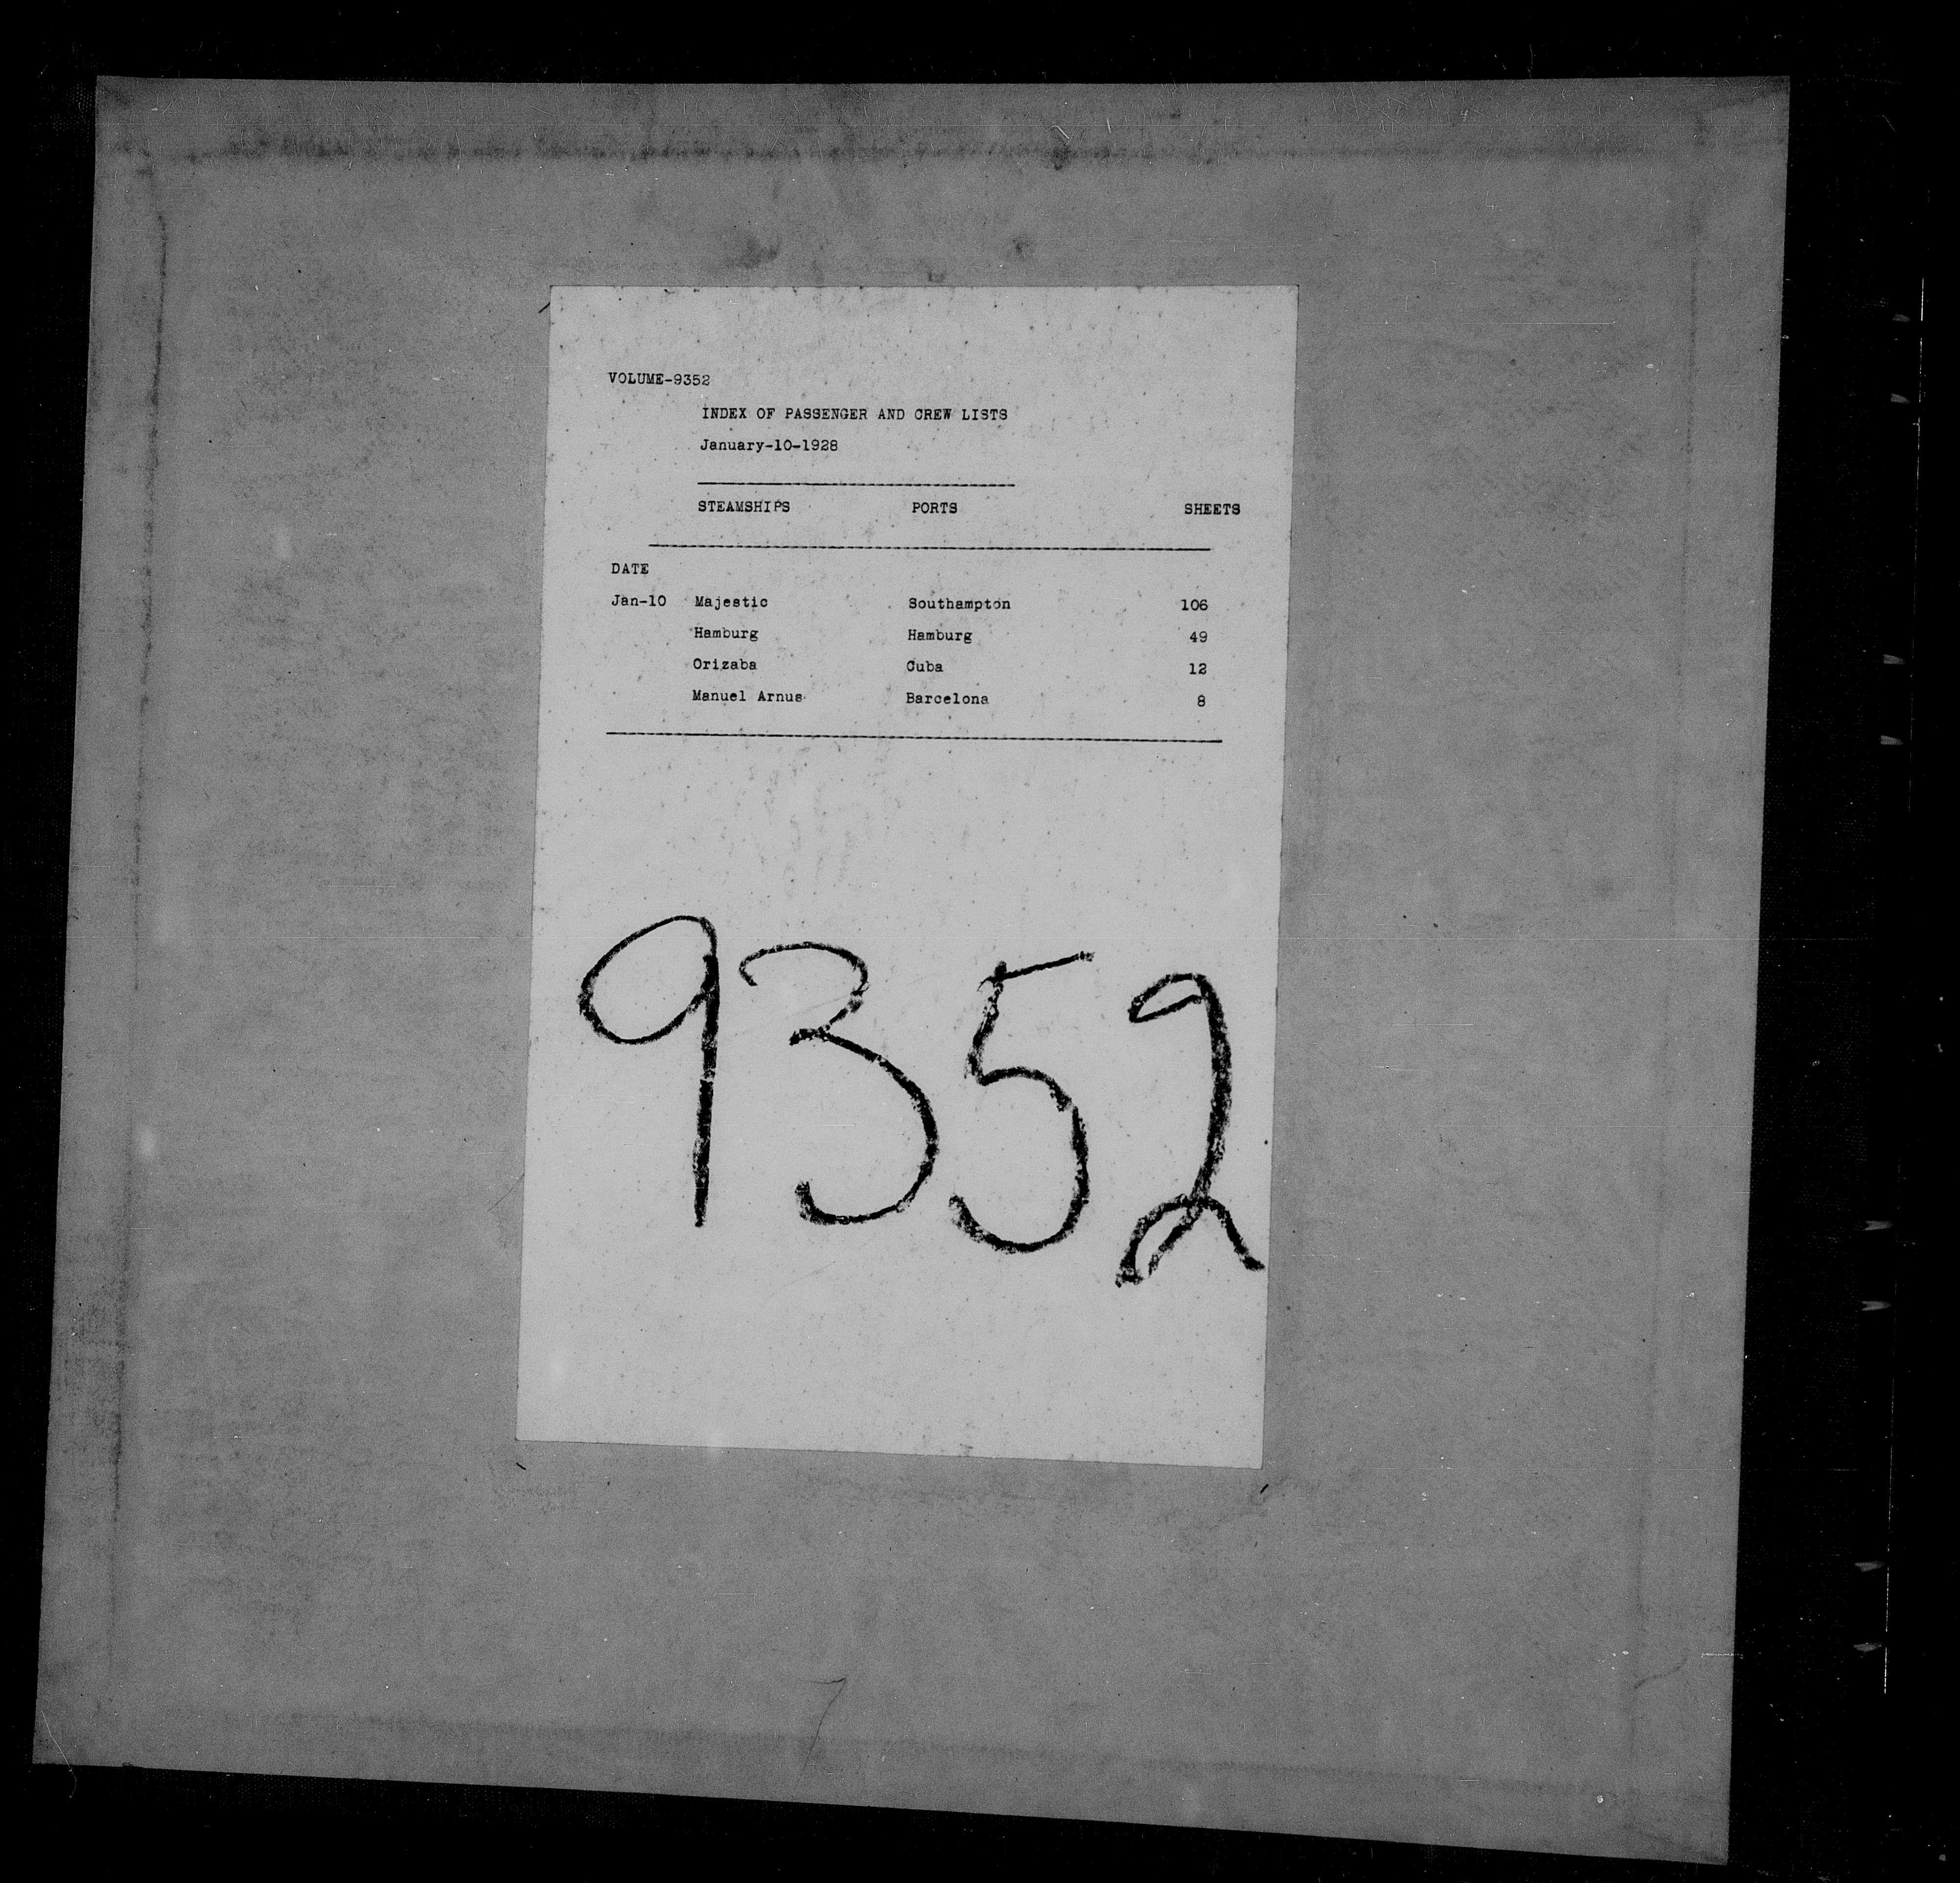 VOLUME-9352
INDEX OF PASSENGER AND CREW LISTS
January-10-1928
STEAMSHIPS PORTS SHEETS
DATE
Jan-10 Majestic Southampton 106
Hamburg Hamburg 49
Orizaba Cuba 12
Manuel Arnus Barcelona 8
9352
7